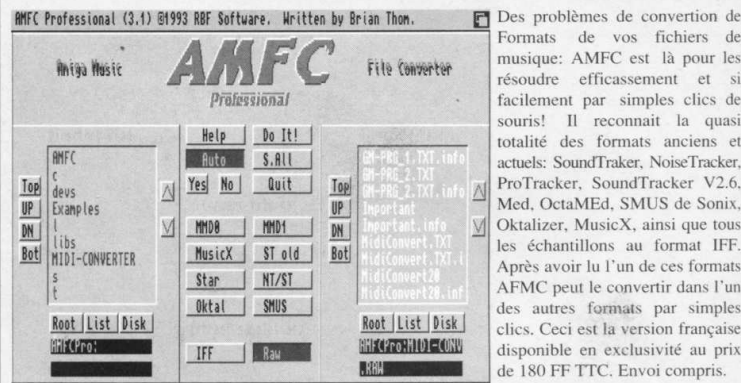 AMFC Professional (3.1) ©1993 RBF Software. Written by Brian Thom.
Amiga Music
AMFC
Professional
File Converter
AMFC
c
devs
Examples
l
libs
MIDI-CONVERTER
s
t
Top
UP
DN
Bot
Root List Disk
AMFCPro:
Help Do It!
Auto S.All
Yes No Quit
MMD0 MMD1
MusicX ST old
Star NT/ST
Oktal SMUS
IFF Raw
Top
UP
DN
Bot
GM-PRG_1.TXT.info
GM-PRG_2.TXT
GM-PRG_2.TXT.info
Important
Important.info
MidiConvert.TXT
MidiConvert.TXT.i
MidiConvert20
MidiConvert20.inf
Root List Disk
AMFCPro:MIDI-CONV
.RAW
Des problèmes de convertion de
Formats de vos fichiers de
musique: AMFC est là pour les
résoudre efficassement et si
facilement par simples clics de
souris! Il reconnait la quasi
totalité des formats anciens et
actuels: SoundTraker, NoiseTracker,
ProTracker, SoundTracker V2.6,
Med, OctaMEd, SMUS de Sonix,
Oktalizer, MusicX, ainsi que tous
les échantillons au format IFF.
Après avoir lu l'un de ces formats
AFMC peut le convertir dans l'un
des autres formats par simples
clics. Ceci est la version française
disponible en exclusivité au prix
de 180 FF TTC. Envoi compris.